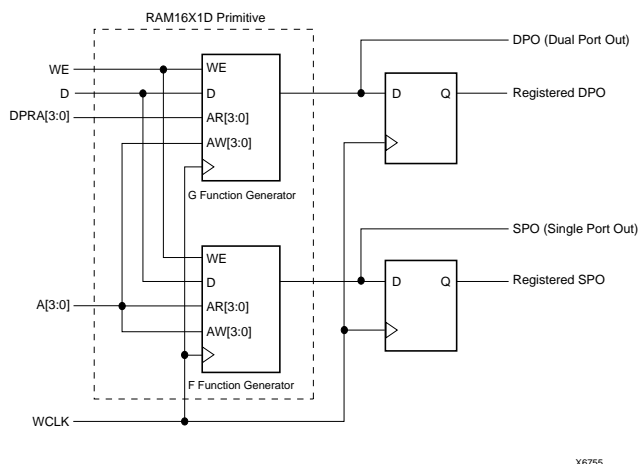 RAM16X1D Primitive
DPO (Dual Port Out)
WE
WE
D
D
D
Q
Registered DPO
DPRA[3:0]
AR[3:0]
AW[3:0]
G Function Generator
SPO (Single Port Out)
WE
D
D
Q
Registered SPO
A[3:0]
AR[3:0]
AW[3:0]
F Function Generator
WCLK
X6755